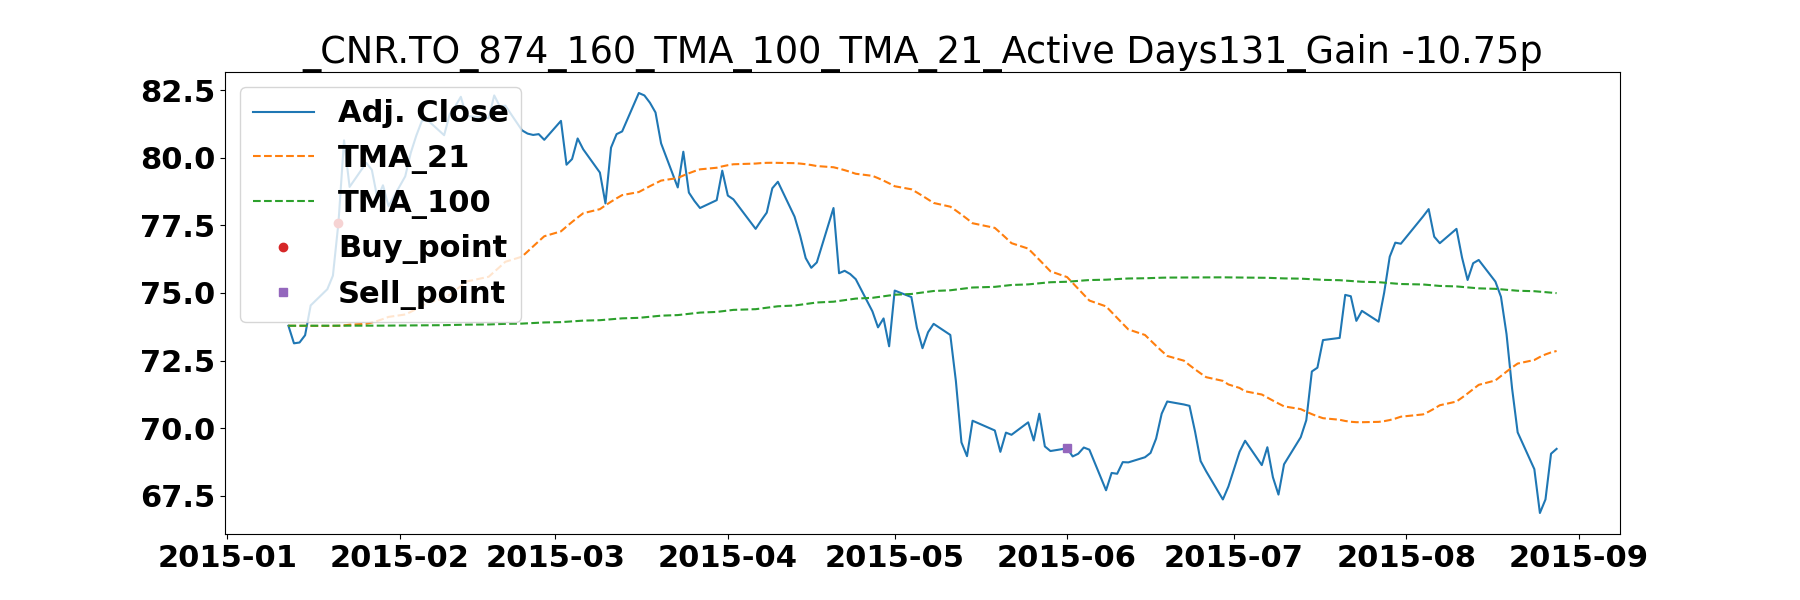 _CNR.TO_874_160_TMA_100_TMA_21_Active Days131_Gain -10.75p
82.5
80.0
77.5
75.0
72.5
70.0
67.5
Adj. Close
TMA_21
TMA_100
Buy_point
Sell_point
2015-01 2015-02 2015-03 2015-04 2015-05 2015-06 2015-07 2015-08 2015-09